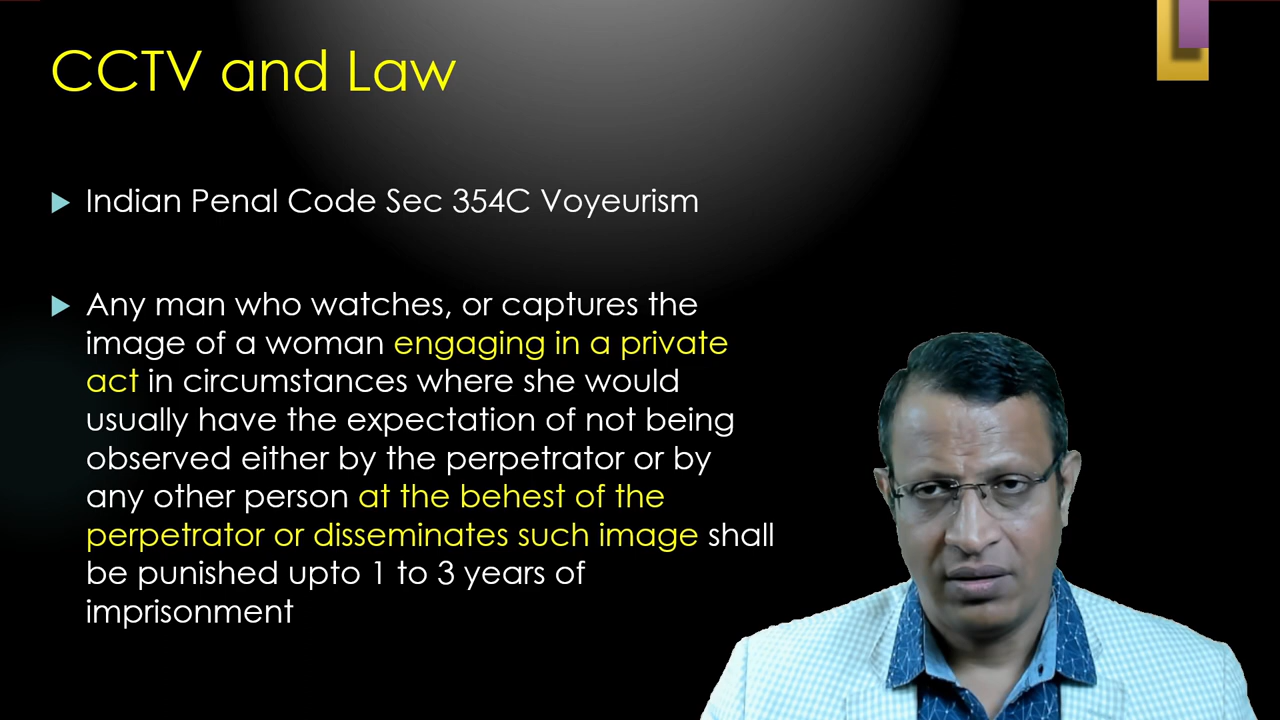 CCTV and Law
Indian Penal Code Sec 354C Voyeurism
Any man who watches, or captures the
image of a woman engaging in a private
act in circumstances where she would
usually have the expectation of not being
observed either by the perpetrator or by
any other person at the behest of the
perpetrator or disseminates such image shall
be punished upto 1 to 3 years of
imprisonment